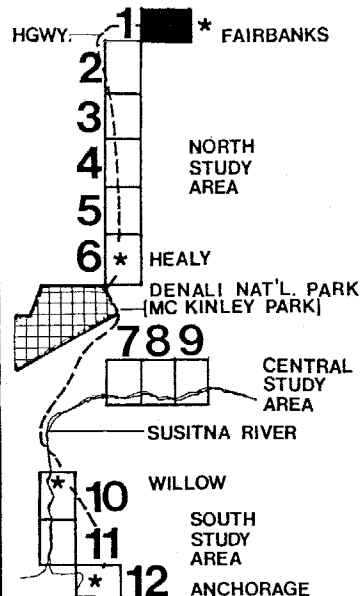 1
HGWY.
* FAIRBANKS
2
3
NORTH
STUDY
AREA
4
5
6
* HEALY
DENALI NAT'L. PARK
[MC KINLEY PARK]
789
CENTRAL
STUDY
AREA
SUSITNA RIVER
* WILLOW
10
SOUTH
STUDY
AREA
11
* 12 ANCHORAGE